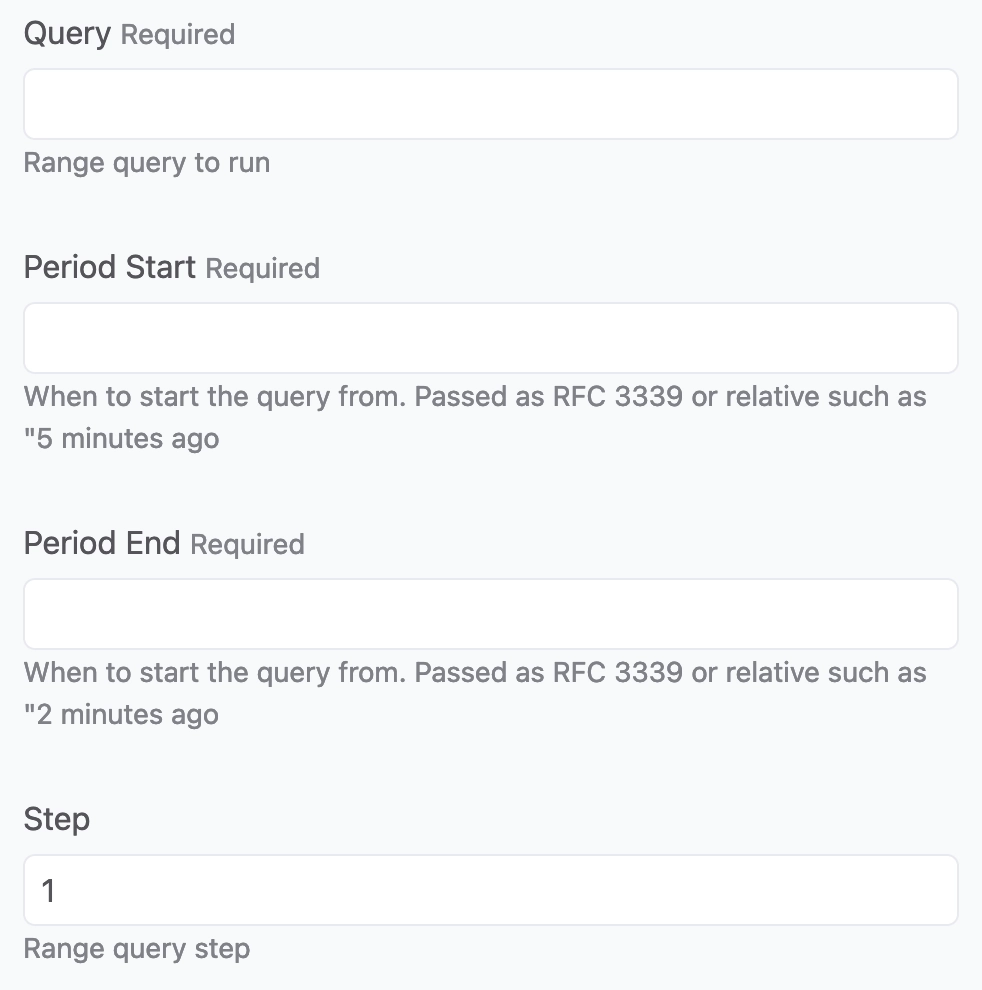 Query Required
Range query to run
Period Start Required
When to start the query from. Passed as RFC 3339 or relative such as
"5 minutes ago
Period End Required
When to start the query from. Passed as RFC 3339 or relative such as
"2 minutes ago
Step
1
Range query step